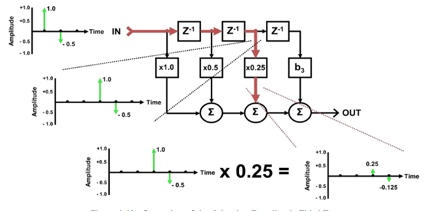 +1.0
1.0
+0.5
Amplitude
Time
- 0.5
- 0.5
- 1.0
IN
Z-1
Z-1
Z-1
x1.0
x0.5
x0.25
b3
Σ
Σ
Σ
OUT
+1.0
1.0
+0.5
Amplitude
Time
- 0.5
- 0.5
- 1.0
+1.0
1.0
+0.5
Amplitude
Time
- 0.5
- 0.5
- 1.0
x 0.25 =
+1.0
+0.5
0.25
Amplitude
Time
- 0.5
-0.125
- 1.0